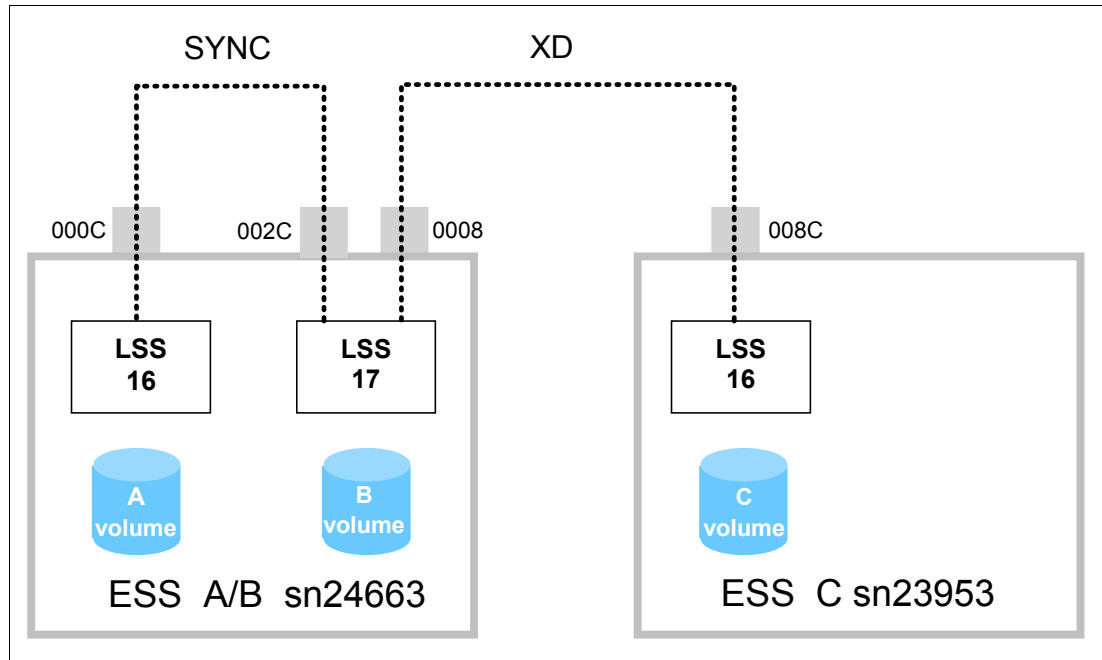 SYNC
XD
000C
002C
0008
008C
LSS
16
LSS
17
LSS
16
A
volume
B
volume
C
volume
ESS A/B sn24663
ESS C sn23953